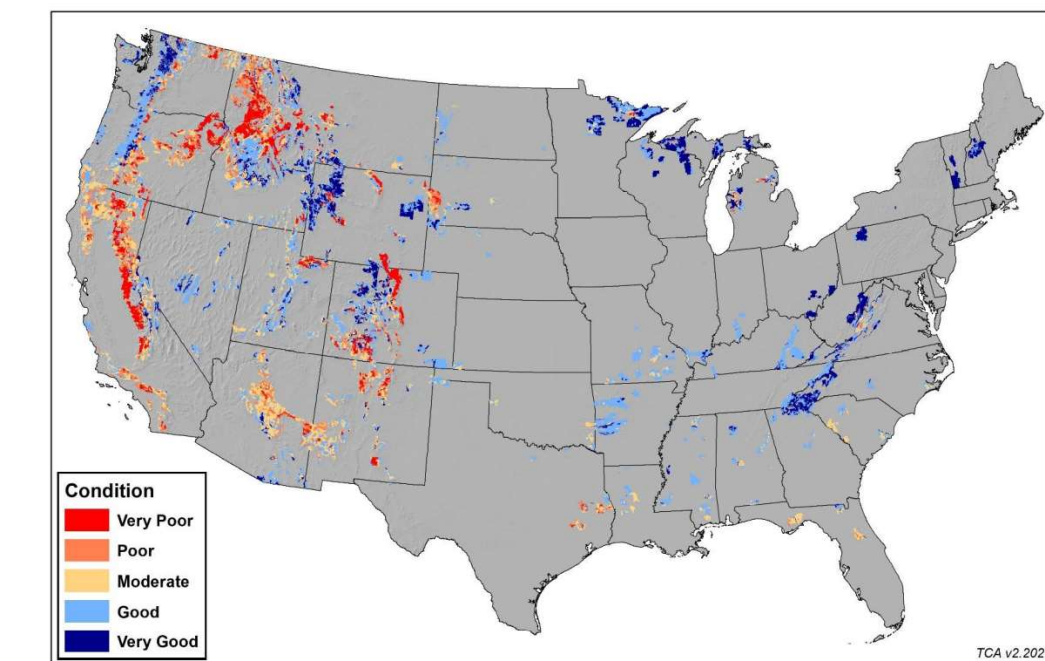 Condition
Very Poor
Poor
Moderate
Good
Very Good
TCA v2.202